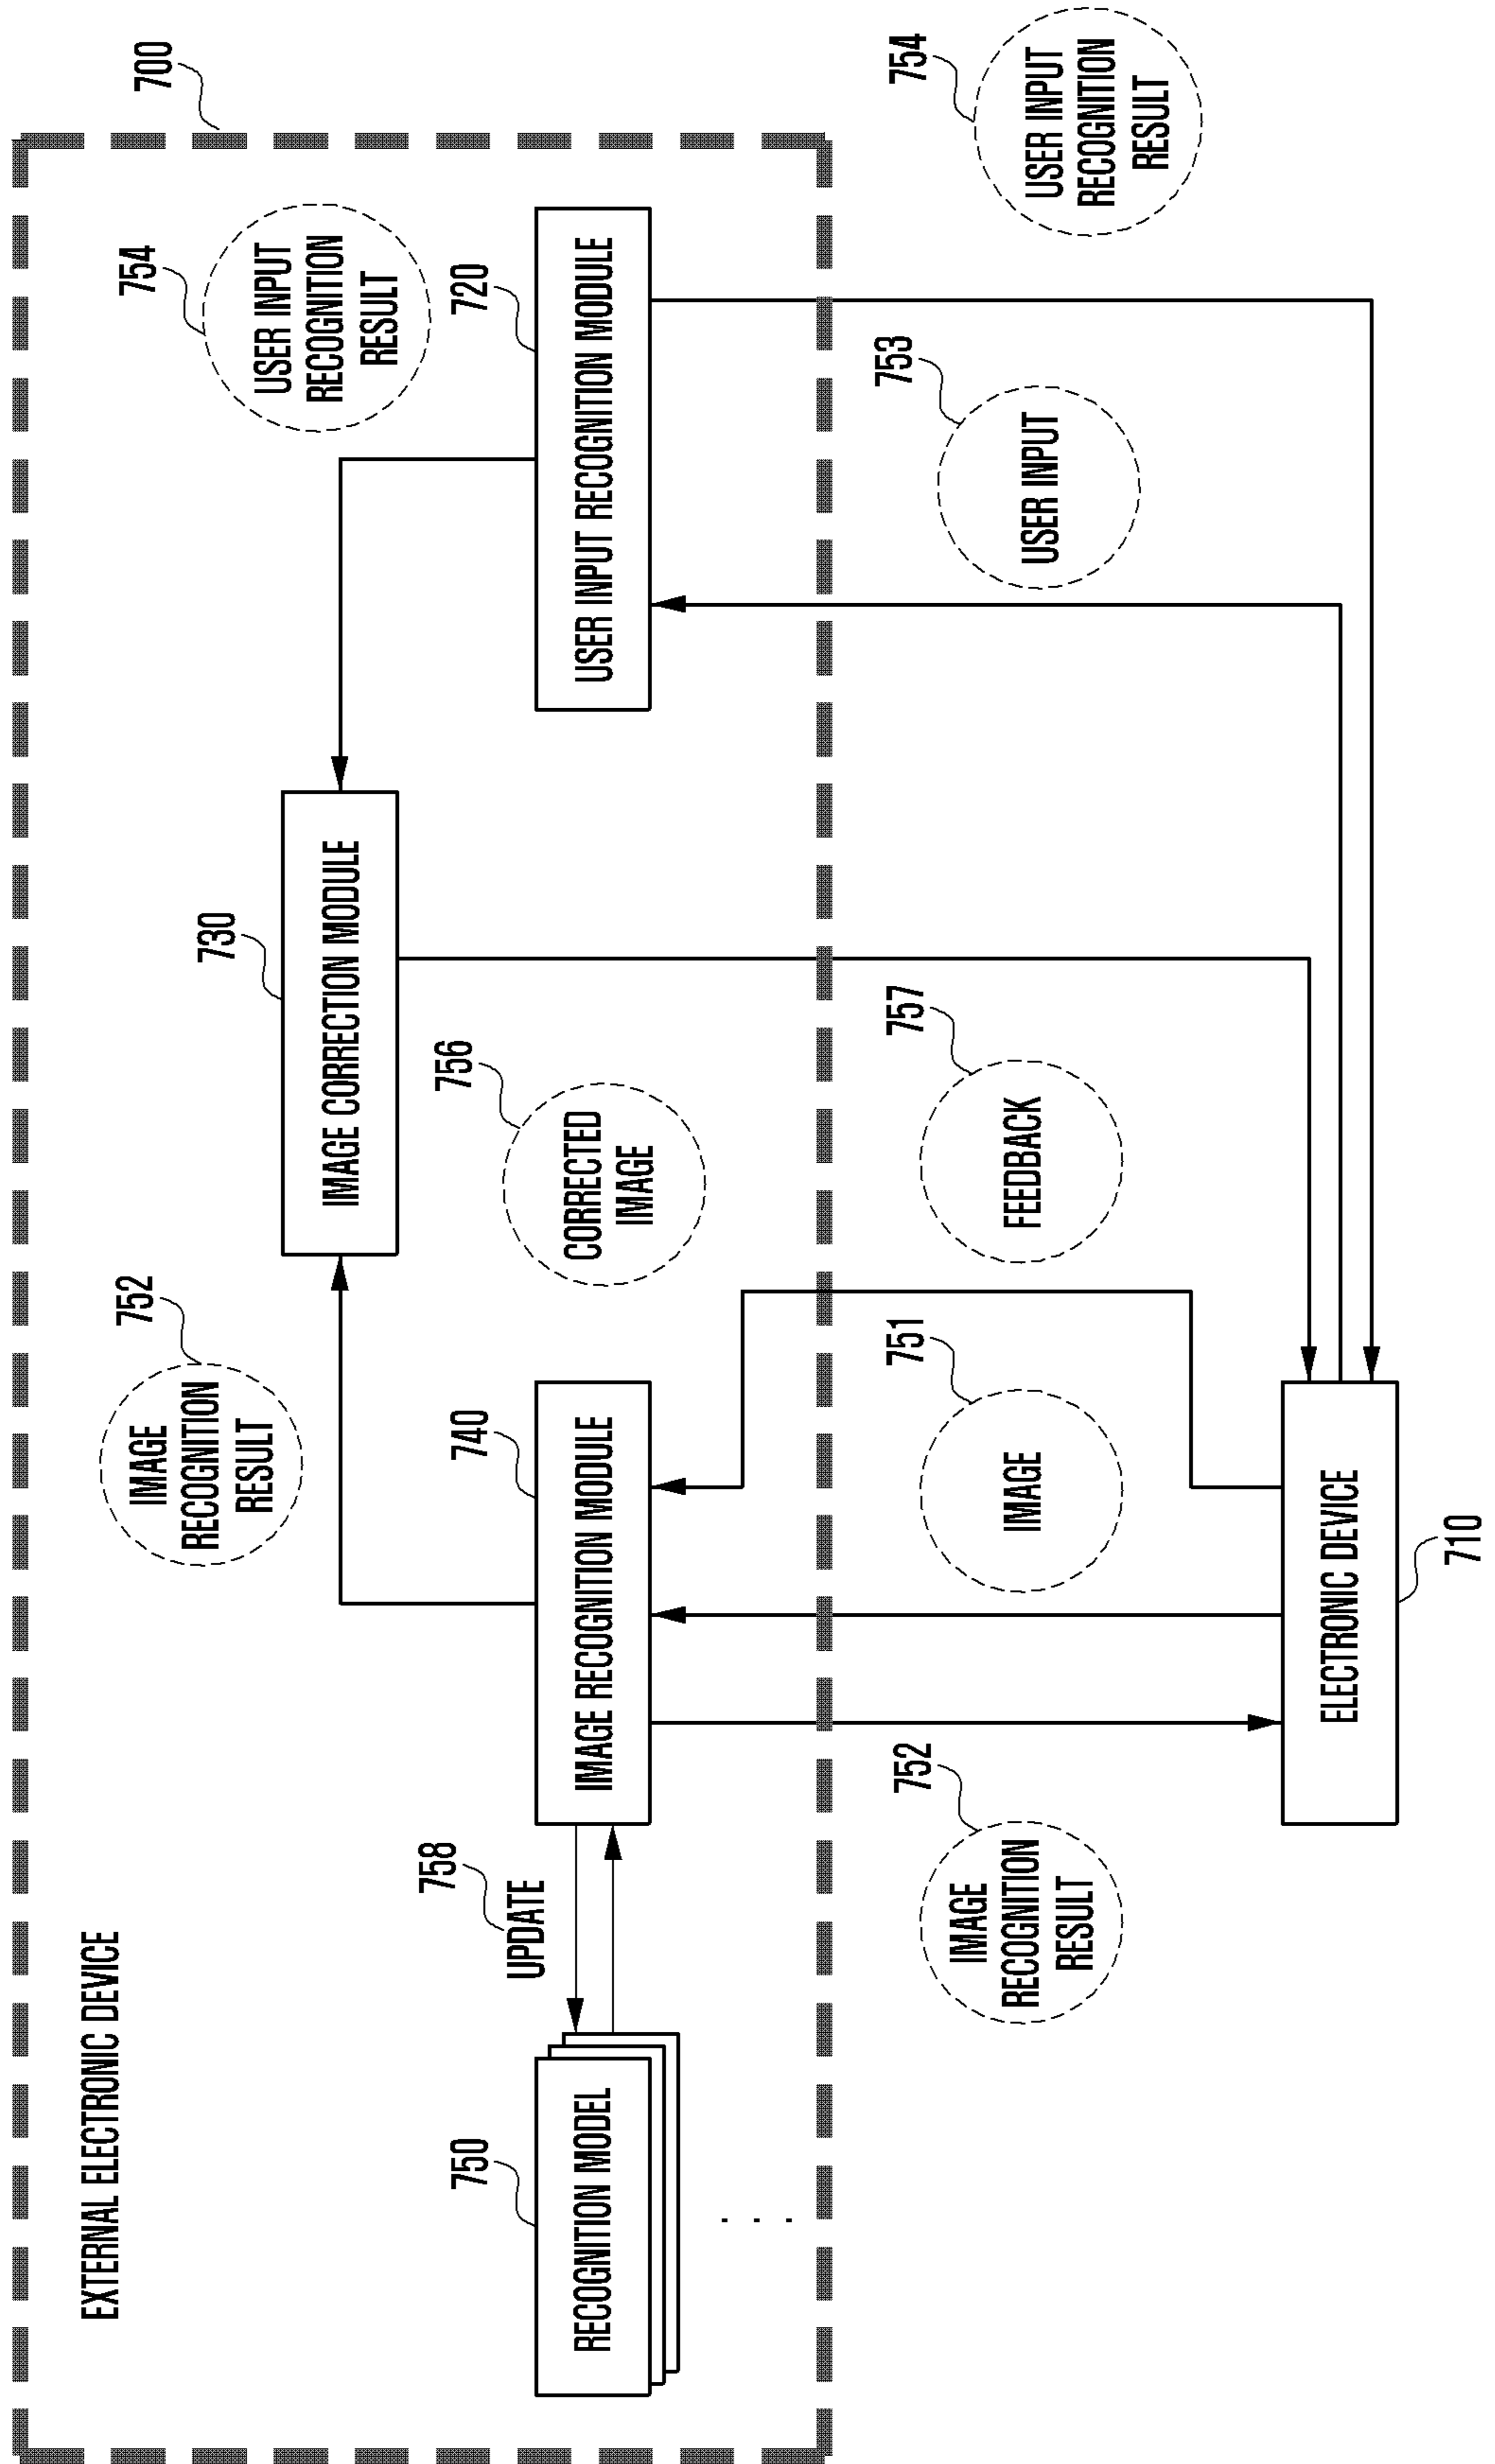 EXTERNAL ELECTRONIC DEVICE
700
752
IMAGE
RECOGNITION
RESULT
754
USER INPUT
RECOGNITION
RESULT
730
IMAGE CORRECTION MODULE
750
RECOGNITION MODEL
. . .
758
UPDATE
740
IMAGE RECOGNITION MODULE
756
CORRECTED
IMAGE
720
USER INPUT RECOGNITION MODULE
752
IMAGE
RECOGNITION
RESULT
751
IMAGE
757
FEEDBACK
753
USER INPUT
754
USER INPUT
RECOGNITION
RESULT
ELECTRONIC DEVICE
710